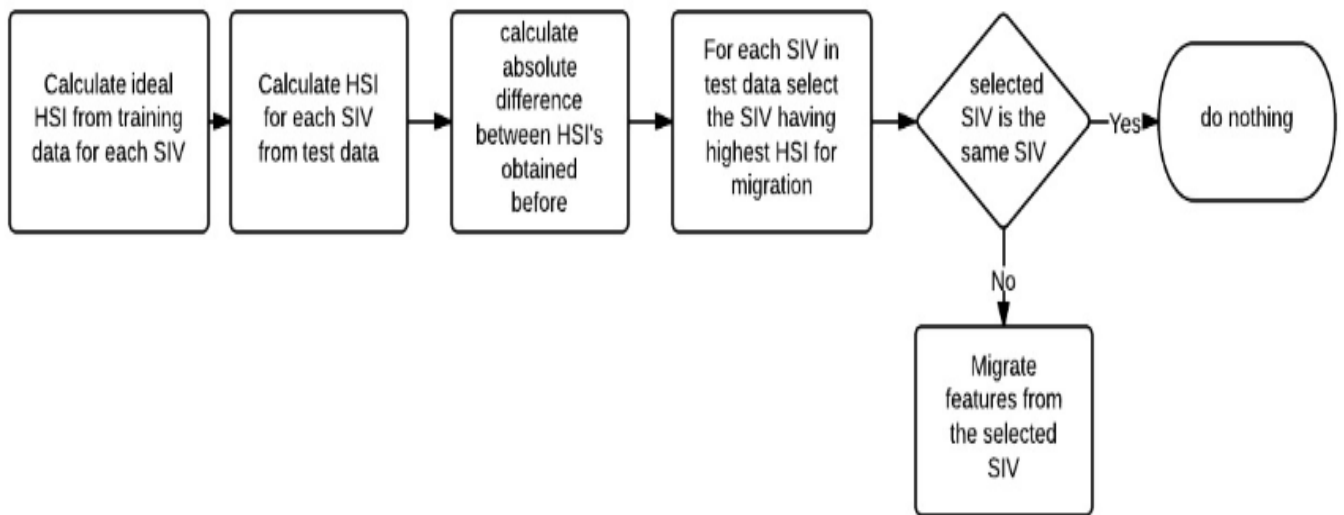 Calculate ideal
HSI from training
data for each SIV
Calculate HSI
for each SIV
from test data
calculate
absolute
difference
between HSI's
obtained
before
For each SIV in
test data select
the SIV having
highest HSI for
migration
selected
SIV is the
same SIV
Yes
do nothing
No
Migrate
features from
the selected
SIV